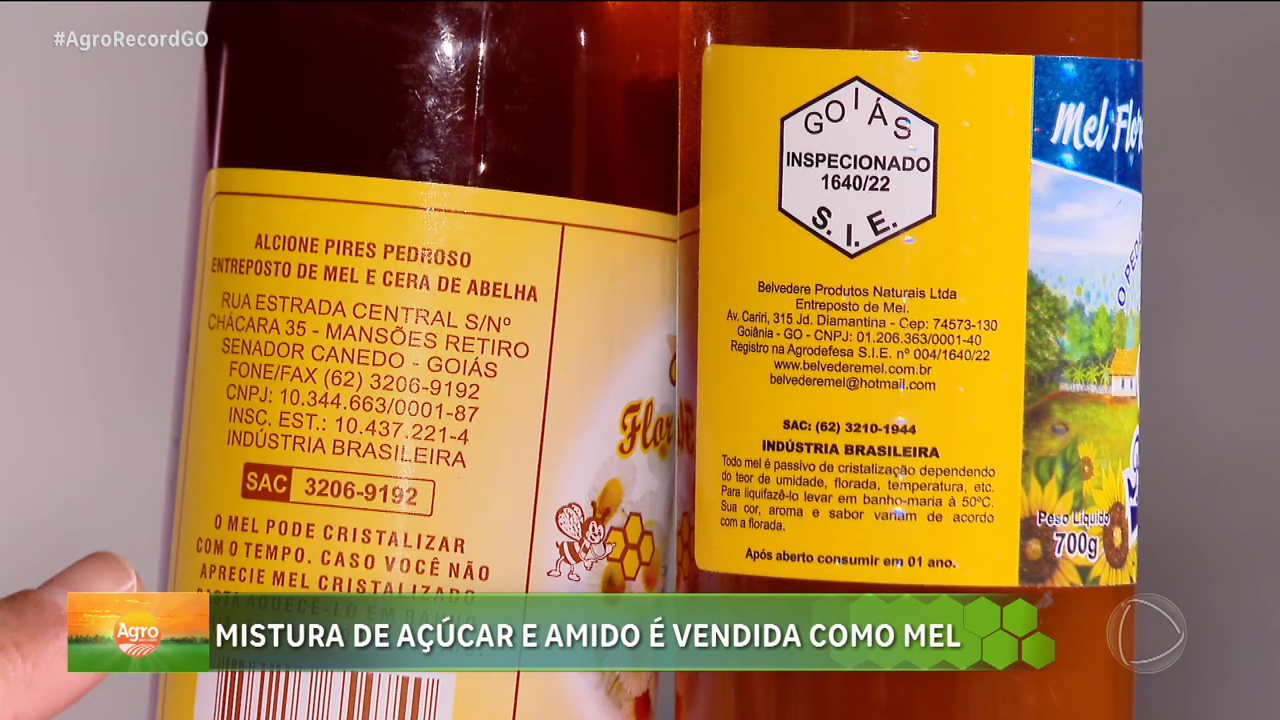 #AgroRecordGO
ALCIONE PIRES PEDROSO
ENTREPOSTO DE MEL E CERA DE ABELHA
RUA ESTRADA CENTRAL S/Nº
CHÁCARA 35 - MANSÕES RETIRO
SENADOR CANEDO - GOIÁS
FONE/FAX (62) 3206-9192
CNPJ: 10.344.663/0001-87
INSC. EST.: 10.437.221-4
INDÚSTRIA BRASILEIRA
SAC 3206-9192
O MEL PODE CRISTALIZAR
COM O TEMPO. CASO VOCÊ NÃO
APRECIE MEL CRISTALIZADO
BASTA AQUECÊ-LO EM BANHO
GOIÁS
INSPECIONADO
1640/22
S. I. E.
Belvedere Produtos Naturais Ltda
Entreposto de Mel.
Av. Cariri, 315 Jd. Diamantina - Cep: 74573-130
Goiânia - GO - CNPJ: 01.206.363/0001-40
Registro na Agrodefesa S.I.E. nº 004/1640/22
www.belvederemel.com.br
belvederemel@hotmail.com
SAC: (62) 3210-1944
INDÚSTRIA BRASILEIRA
Todo mel é passivo de cristalização dependendo
do teor de umidade, florada, temperatura, etc.
Para liquifazê-lo levar em banho-maria à 50ºC.
Sua cor, aroma e sabor variam de acordo
com a florada.
Após aberto consumir em 01 ano.
Mel Flor
Peso Líquido
700g
Agro
MISTURA DE AÇÚCAR E AMIDO É VENDIDA COMO MEL